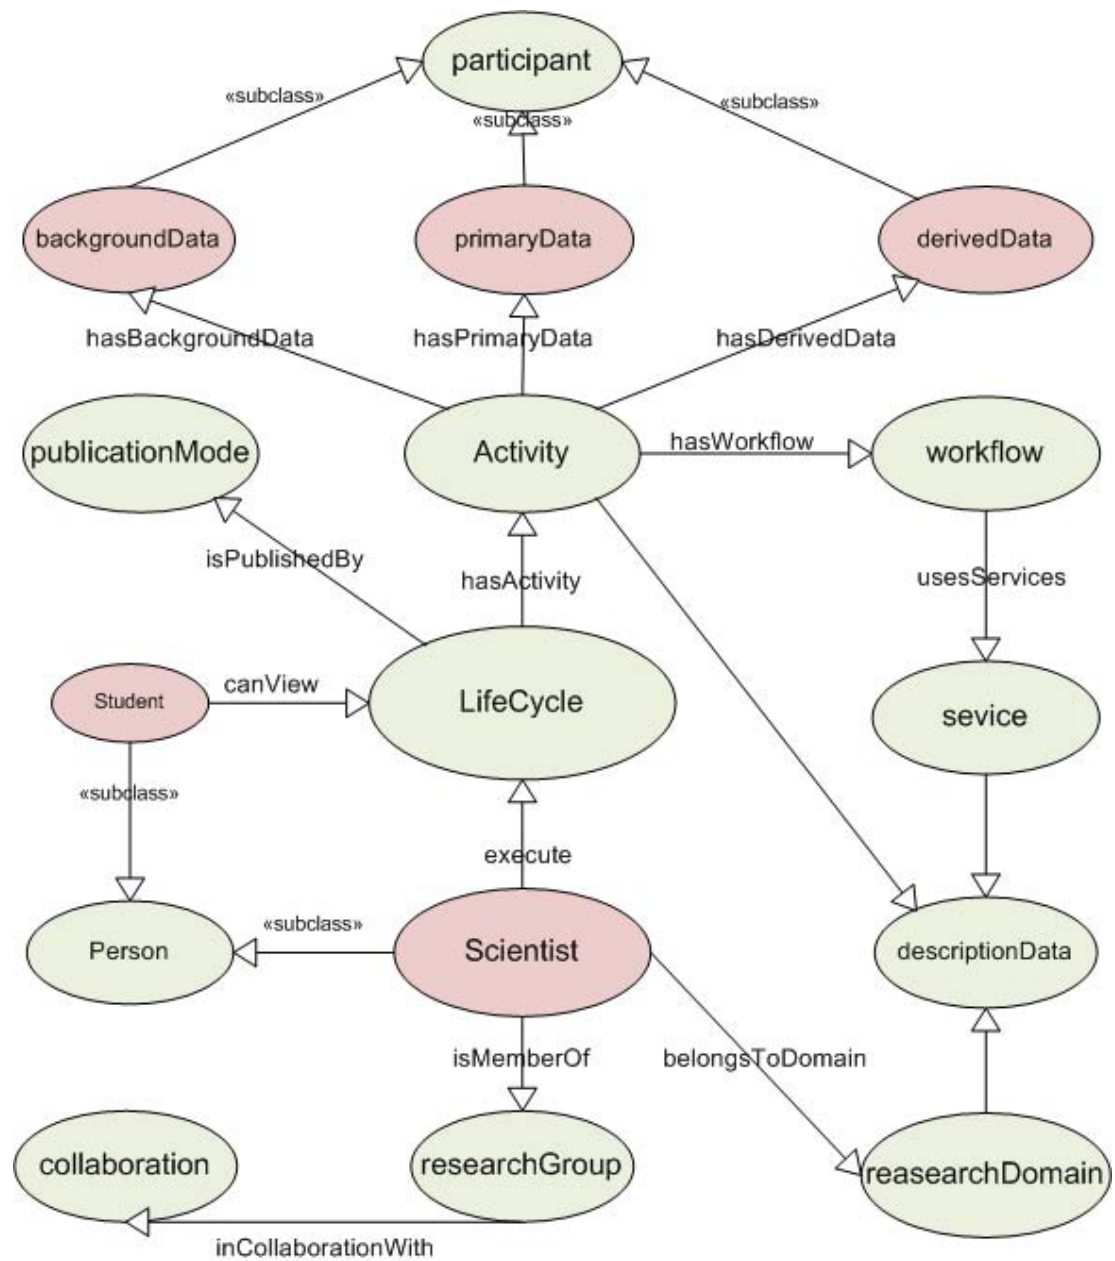 participant
«subclass»
«subclass»
«subclass»
backgroundData
primaryData
derivedData
hasBackgroundData
hasPrimaryData
hasDerivedData
publicationMode
Activity
hasWorkflow
workflow
isPublishedBy
hasActivity
usesServices
Student
canView
LifeCycle
sevice
«subclass»
execute
Person
«subclass»
Scientist
descriptionData
isMemberOf
belongsToDomain
collaboration
researchGroup
reasearchDomain
inCollaborationWith